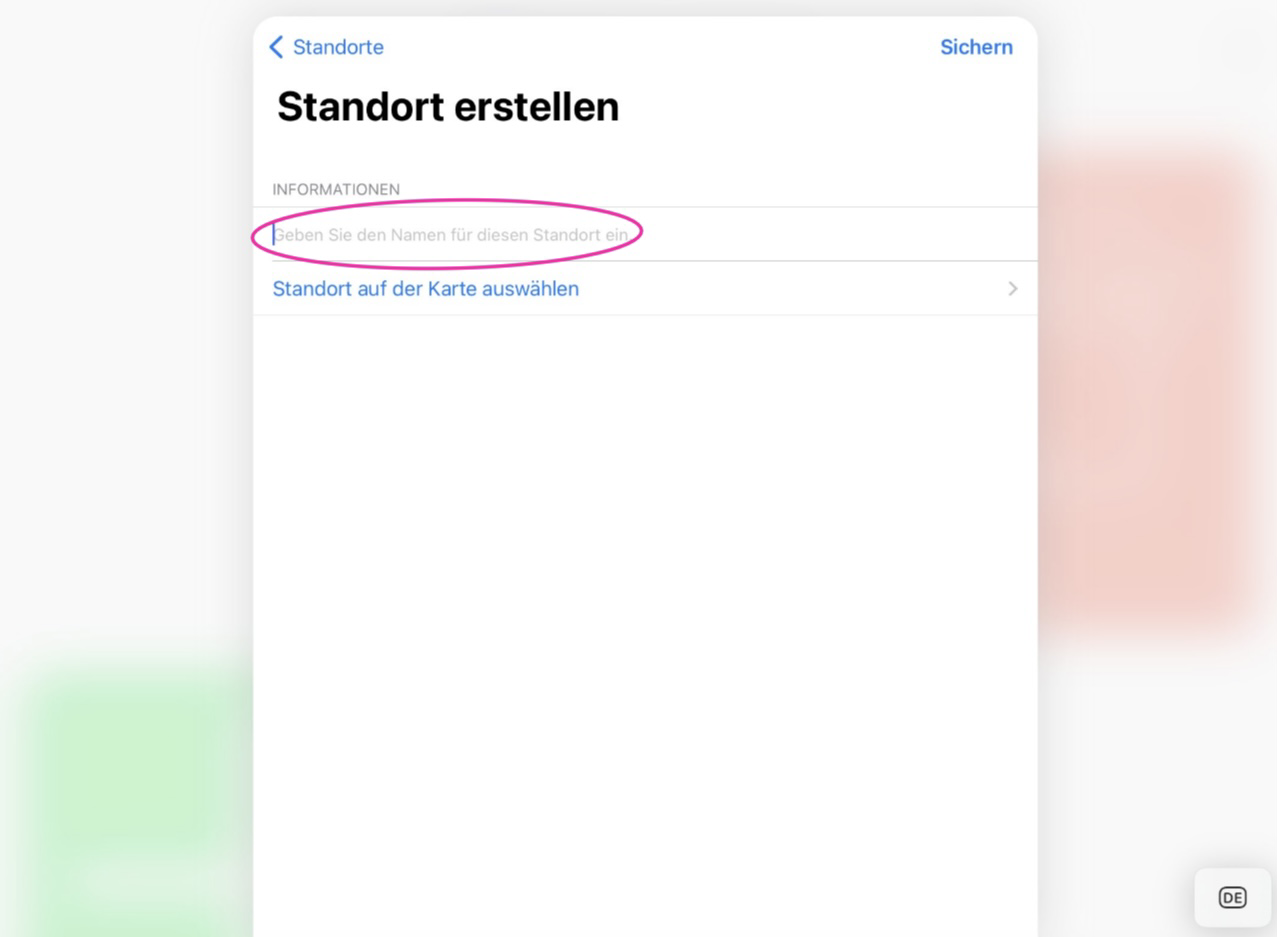 Standorte
Sichern
Standort erstellen
INFORMATIONEN
Geben Sie den Namen für diesen Standort ein
Standort auf der Karte auswählen
DE